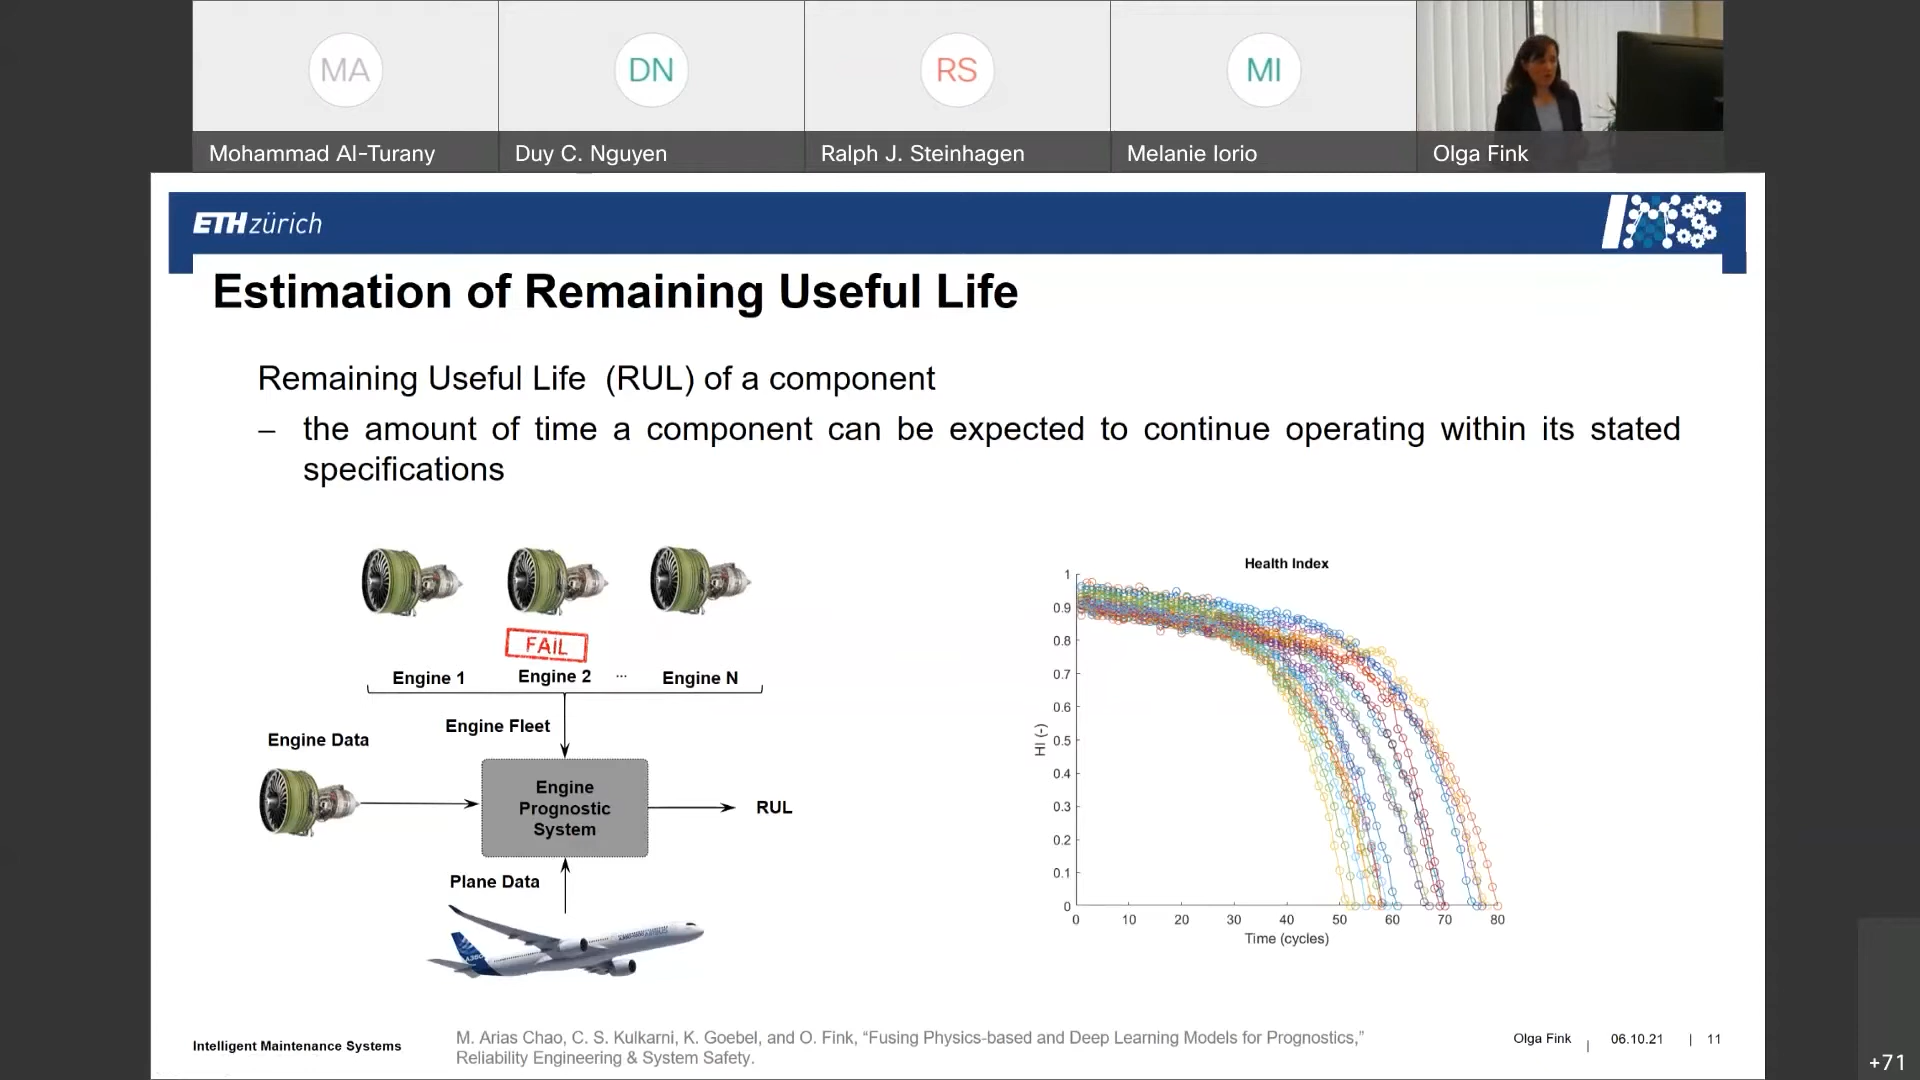 MA
DN
RS
MI
Mohammad Al-Turany
Duy C. Nguyen
Ralph J. Steinhagen
Melanie Iorio
Olga Fink
ETH zürich
Estimation of Remaining Useful Life
Remaining Useful Life (RUL) of a component
– the amount of time a component can be expected to continue operating within its stated
specifications
FAIL
Engine 1
Engine 2
...
Engine N
Engine Fleet
Engine Data
Engine
Prognostic
System
RUL
Plane Data
Health Index
1
0.9
0.8
0.7
0.6
0.5
0.4
0.3
0.2
0.1
0
HI (-)
0 10 20 30 40 50 60 70 80
Time (cycles)
Intelligent Maintenance Systems
M. Arias Chao, C. S. Kulkarni, K. Goebel, and O. Fink, “Fusing Physics-based and Deep Learning Models for Prognostics,”
Reliability Engineering & System Safety.
Olga Fink | 06.10.21 | 11
+71